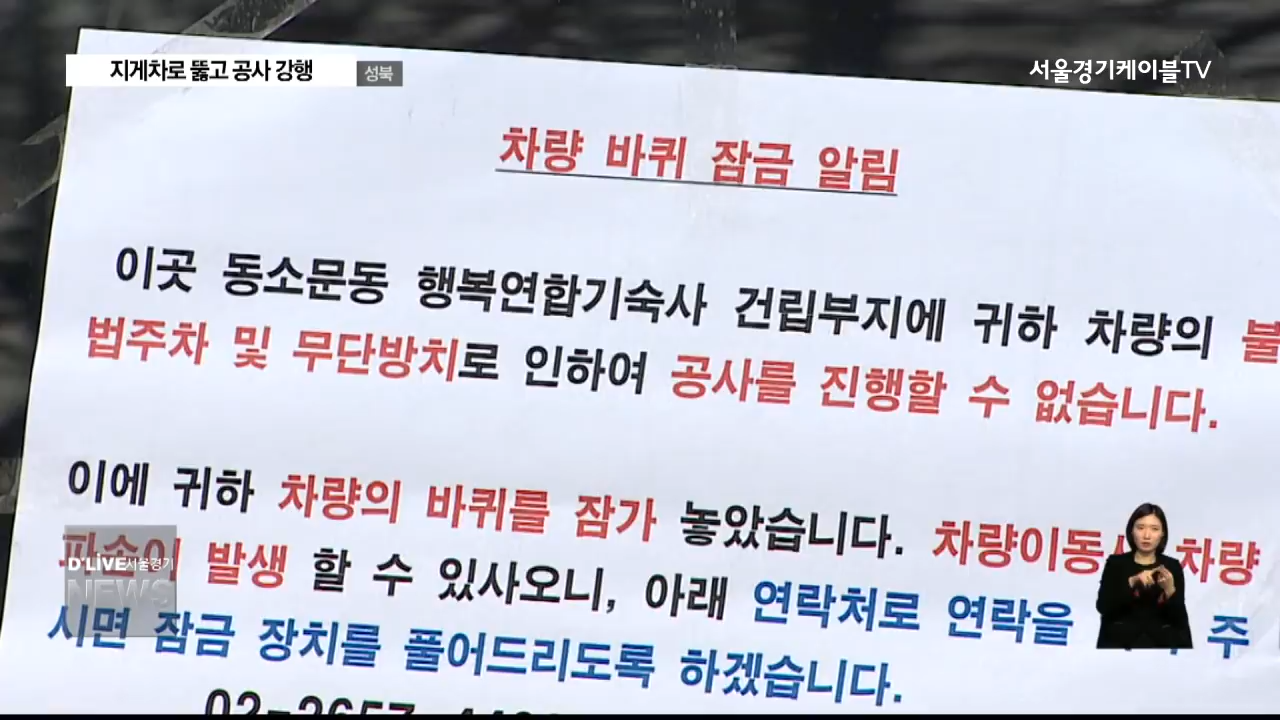 지게차로 뚫고 공사 강행 성북
서울경기케이블TV
차량 바퀴 잠금 알림
이곳 동소문동 행복연합기숙사 건립부지에 귀하 차량의 불
법주차 및 무단방치로 인하여 공사를 진행할 수 없습니다.
이에 귀하 차량의 바퀴를 잠가 놓았습니다. 차량이동시 차량
파손이 발생 할 수 있사오니, 아래 연락처로 연락을 주
시면 잠금 장치를 풀어드리도록 하겠습니다.
D'LIVE서울경기
NEWS
02-2657